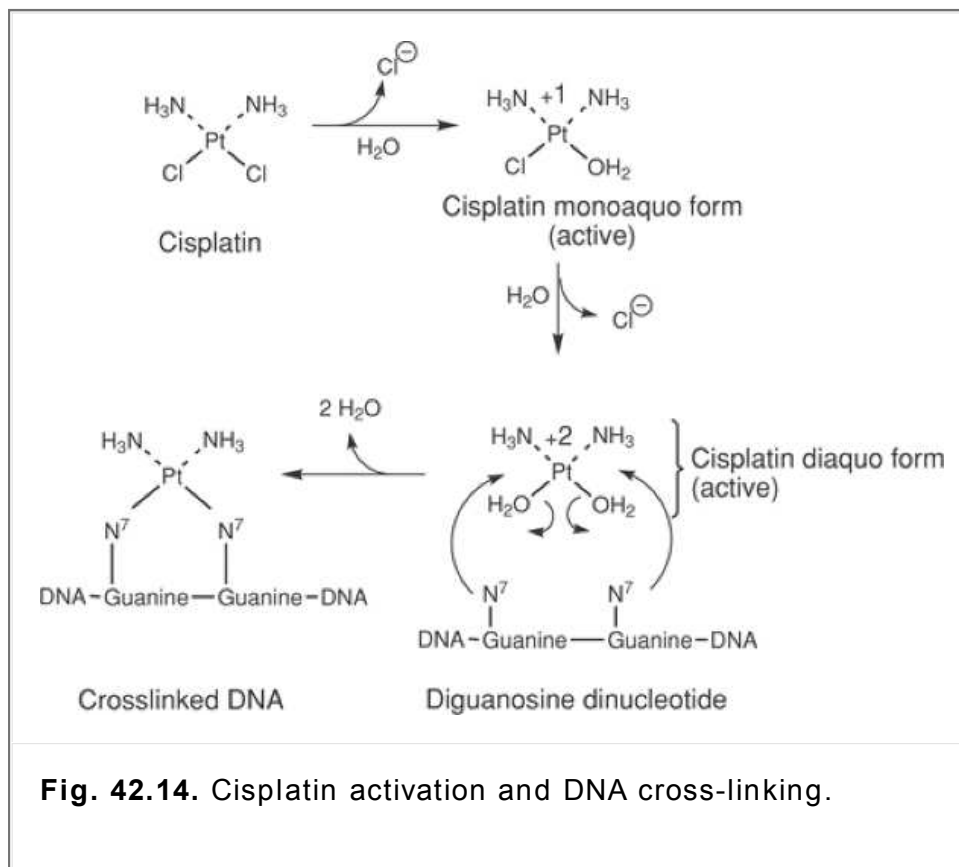 Cl⊖
H₃N NH₃
Pt
Cl Cl
H₂O
H₃N +1 NH₃
Pt
Cl OH₂
Cisplatin
Cisplatin monoaquo form
(active)
H₂O
Cl⊖
2 H₂O
H₃N NH₃
Pt
N⁷ N⁷
DNA-Guanine—Guanine-DNA
Crosslinked DNA
H₃N +2 NH₃
Pt
H₂O OH₂
Cisplatin diaquo form
(active)
N⁷ N⁷
DNA-Guanine—Guanine-DNA
Diguanosine dinucleotide
Fig. 42.14. Cisplatin activation and DNA cross-linking.